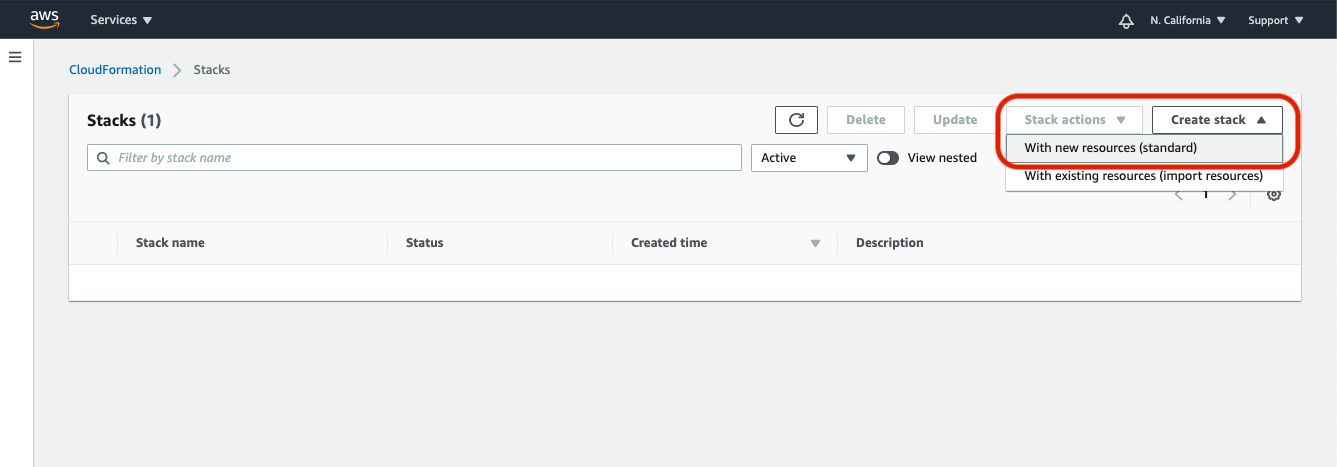 aws Services N. California Support
CloudFormation Stacks
Stacks (1) Delete Update Stack actions Create stack
With new resources (standard)
Filter by stack name Active View nested
With existing resources (import resources)
1
Stack name Status Created time Description